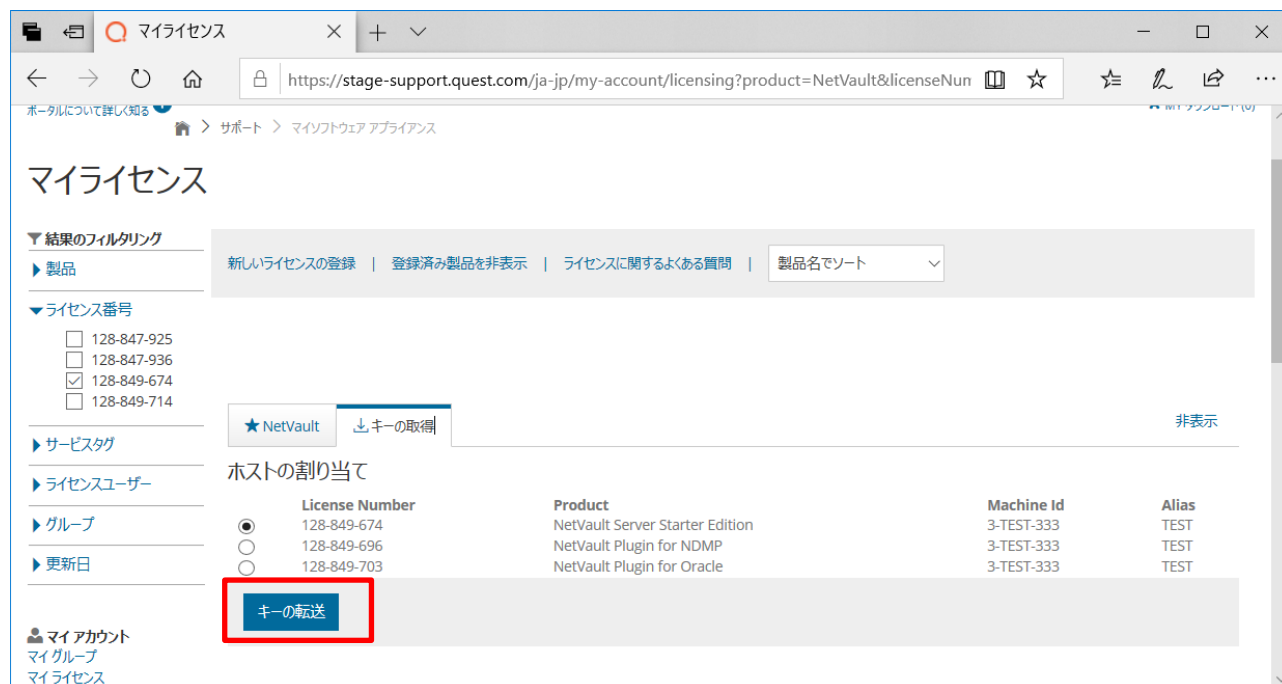 マイライセンス
https://stage-support.quest.com/ja-jp/my-account/licensing?product=NetVault&licenseNun
ポータルについて詳しく知る
MY ダウンロード (0)
サポート > マイソフトウェア アプライアンス
マイライセンス
結果のフィルタリング
製品
新しいライセンスの登録 | 登録済み製品を非表示 | ライセンスに関するよくある質問 | 製品名でソート
ライセンス番号
128-847-925
128-847-936
128-849-674
128-849-714
NetVault キーの取得 非表示
サービスタグ
ライセンスユーザー
グループ
更新日
ホストの割り当て
License Number Product Machine Id Alias
128-849-674 NetVault Server Starter Edition 3-TEST-333 TEST
128-849-696 NetVault Plugin for NDMP 3-TEST-333 TEST
128-849-703 NetVault Plugin for Oracle 3-TEST-333 TEST
キーの転送
マイ アカウント
マイ グループ
マイ ライセンス